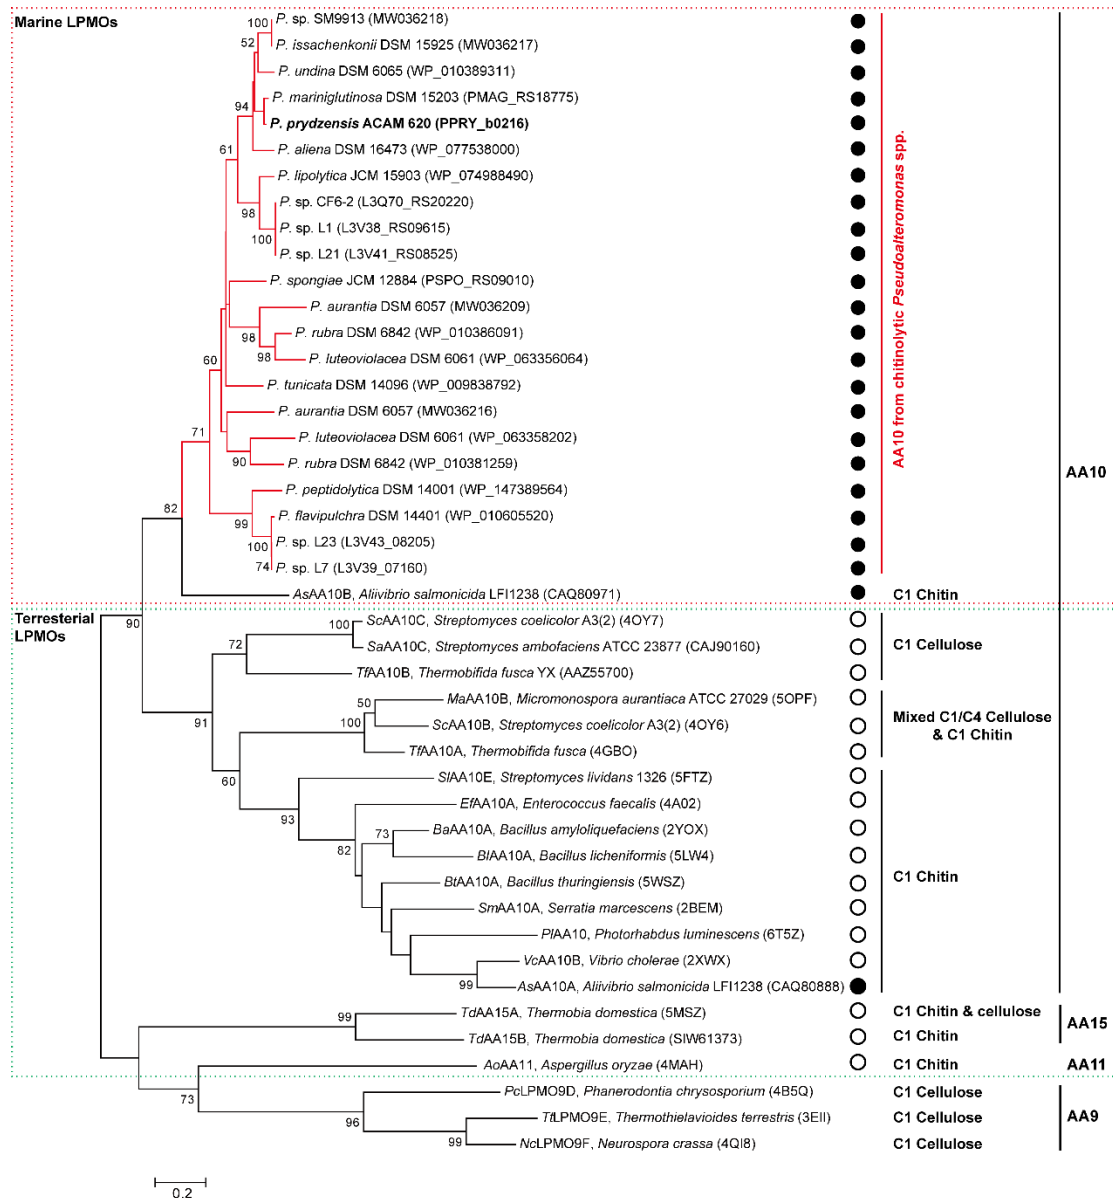 Marine LPMOs
100
P. sp. SM9913 (MW036218)
52
P. issachenkonii DSM 15925 (MW036217)
P. undina DSM 6065 (WP_010389311)
P. mariniglutinosa DSM 15203 (PMAG_RS18775)
94
P. prydzensis ACAM 620 (PPRY_b0216)
P. aliena DSM 16473 (WP_077538000)
61
P. lipolytica JCM 15903 (WP_074988490)
P. sp. CF6-2 (L3Q70_RS20220)
98
P. sp. L1 (L3V38_RS09615)
100
P. sp. L21 (L3V41_RS08525)
P. spongiae JCM 12884 (PSPO_RS09010)
P. aurantia DSM 6057 (MW036209)
98
P. rubra DSM 6842 (WP_010386091)
98
P. luteoviolacea DSM 6061 (WP_063356064)
60
P. tunicata DSM 14096 (WP_009838792)
P. aurantia DSM 6057 (MW036216)
71
P. luteoviolacea DSM 6061 (WP_063358202)
90
P. rubra DSM 6842 (WP_010381259)
P. peptidolytica DSM 14001 (WP_147389564)
82
99
P. flavipulchra DSM 14401 (WP_010605520)
100
P. sp. L23 (L3V43_08205)
74
P. sp. L7 (L3V39_07160)
AA10 from chitinolytic Pseudoalteromonas spp.
AA10
AsAA10B, Aliivibrio salmonicida LFI1238 (CAQ80971)
C1 Chitin
90
Terresterial
LPMOs
100
ScAA10C, Streptomyces coelicolor A3(2) (4OY7)
72
SaAA10C, Streptomyces ambofaciens ATCC 23877 (CAJ90160)
C1 Cellulose
TfAA10B, Thermobifida fusca YX (AAZ55700)
91
50
MaAA10B, Micromonospora aurantiaca ATCC 27029 (5OPF)
100
ScAA10B, Streptomyces coelicolor A3(2) (4OY6)
Mixed C1/C4 Cellulose
& C1 Chitin
TfAA10A, Thermobifida fusca (4GBO)
60
SlAA10E, Streptomyces lividans 1326 (5FTZ)
93
EfAA10A, Enterococcus faecalis (4A02)
73
BaAA10A, Bacillus amyloliquefaciens (2YOX)
82
BlAA10A, Bacillus licheniformis (5LW4)
C1 Chitin
BtAA10A, Bacillus thuringiensis (5WSZ)
SmAA10A, Serratia marcescens (2BEM)
PlAA10, Photorhabdus luminescens (6T5Z)
VcAA10B, Vibrio cholerae (2XWX)
99
AsAA10A, Aliivibrio salmonicida LFI1238 (CAQ80888)
99
TdAA15A, Thermobia domestica (5MSZ)
C1 Chitin & cellulose
TdAA15B, Thermobia domestica (SIW61373)
C1 Chitin
AA15
AoAA11, Aspergillus oryzae (4MAH)
C1 Chitin
AA11
73
PcLPMO9D, Phanerodontia chrysosporium (4B5Q)
C1 Cellulose
96
TtLPMO9E, Thermothielavioides terrestris (3EII)
C1 Cellulose
AA9
99
NcLPMO9F, Neurospora crassa (4QI8)
C1 Cellulose
0.2